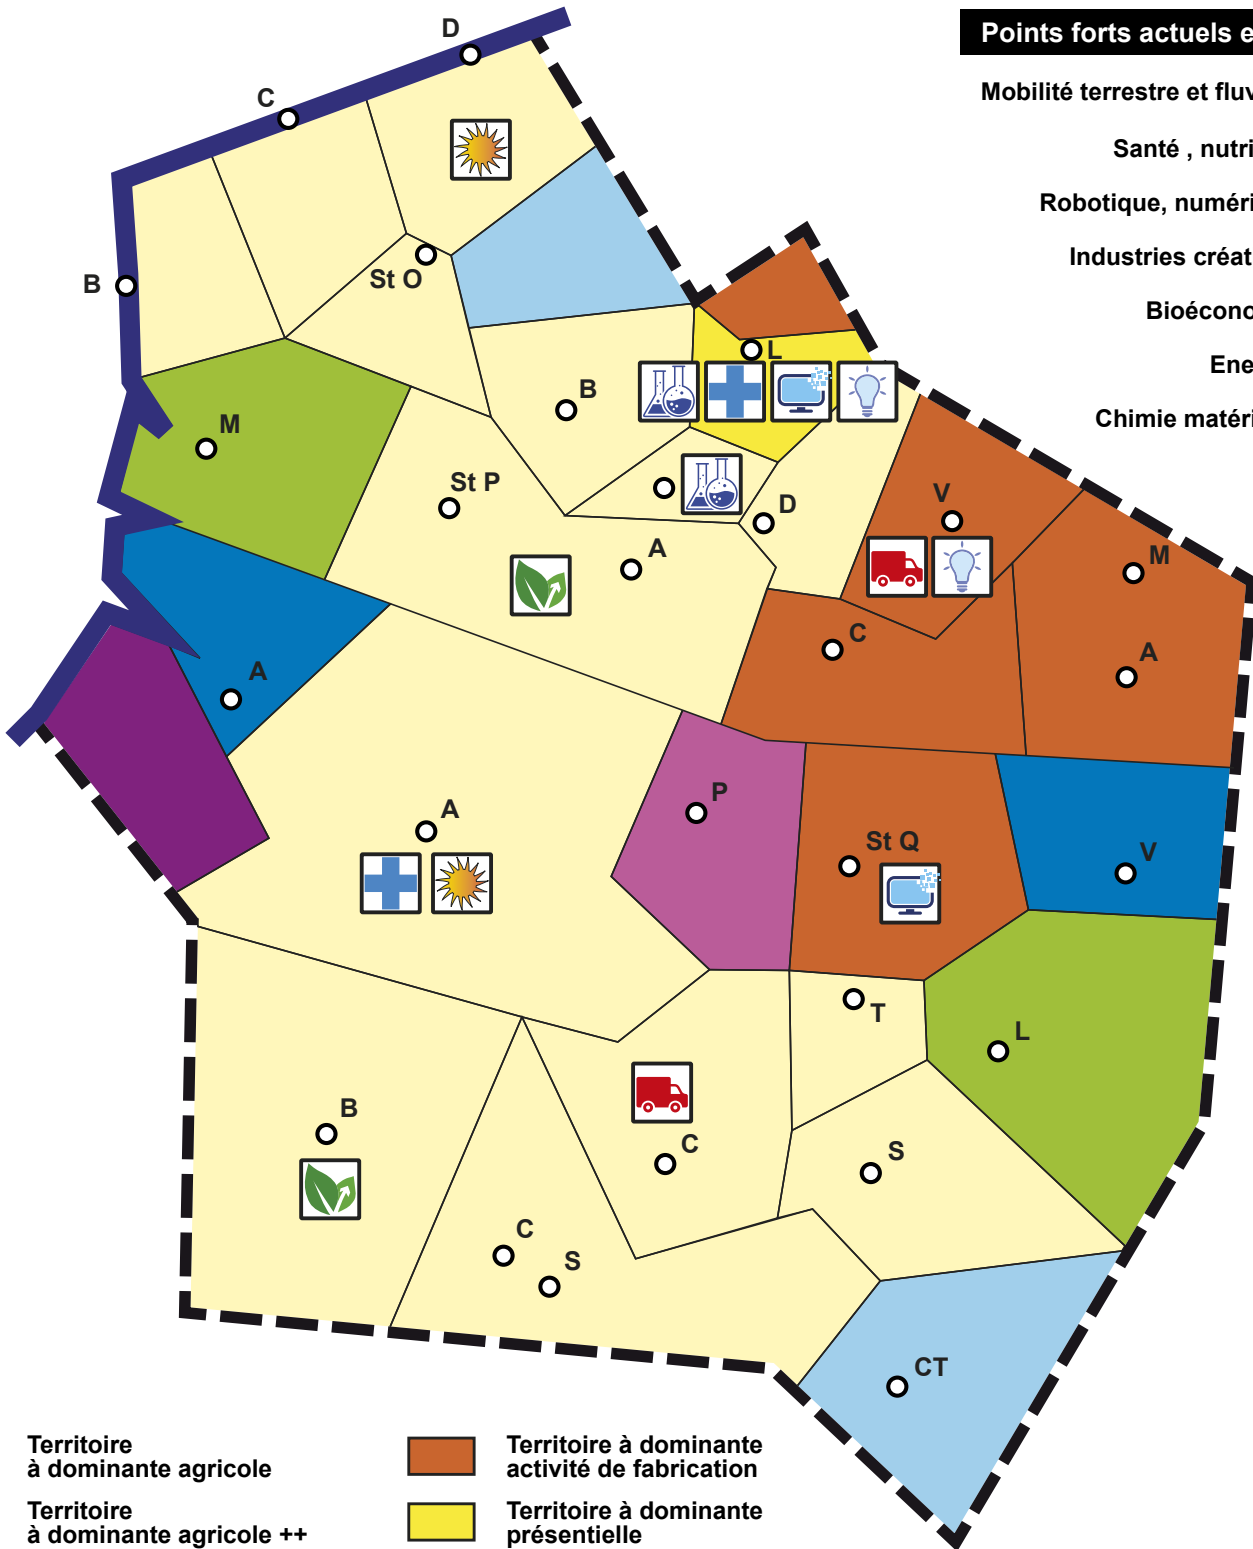 Points forts actuels e
Mobilité terrestre et fluv
Santé , nutri
Robotique, numéri
Industries créat
Bioécono
Ene
Chimie matéri
D
C
B
St O
L
B
M
St P
V
D
A
M
C
A
A
P
A
St Q
V
T
L
B
C
S
C
S
CT
Territoire
à dominante agricole
Territoire
à dominante agricole ++
Territoire à dominante
activité de fabrication
Territoire à dominante
présentielle